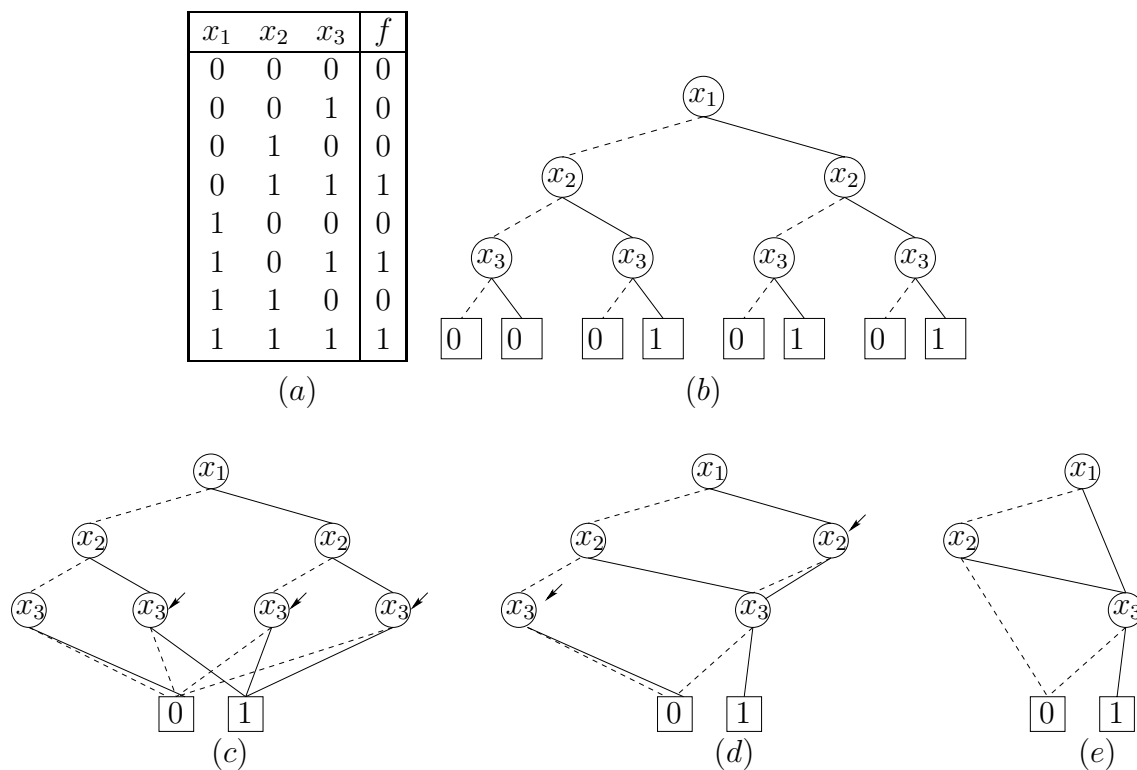 x1 x2 x3 f
0 0 0 0
0 0 1 0
0 1 0 0
0 1 1 1
1 0 0 0
1 0 1 1
1 1 0 0
1 1 1 1
(a)
x1
x2 x2
x3 x3 x3 x3
0 0 0 1 0 1 0 1
(b)
x1
x2 x2
x3 x3 x3 x3
0 1
(c)
x1
x2 x2
x3 x3
0 1
(d)
x1
x2
x3
0 1
(e)